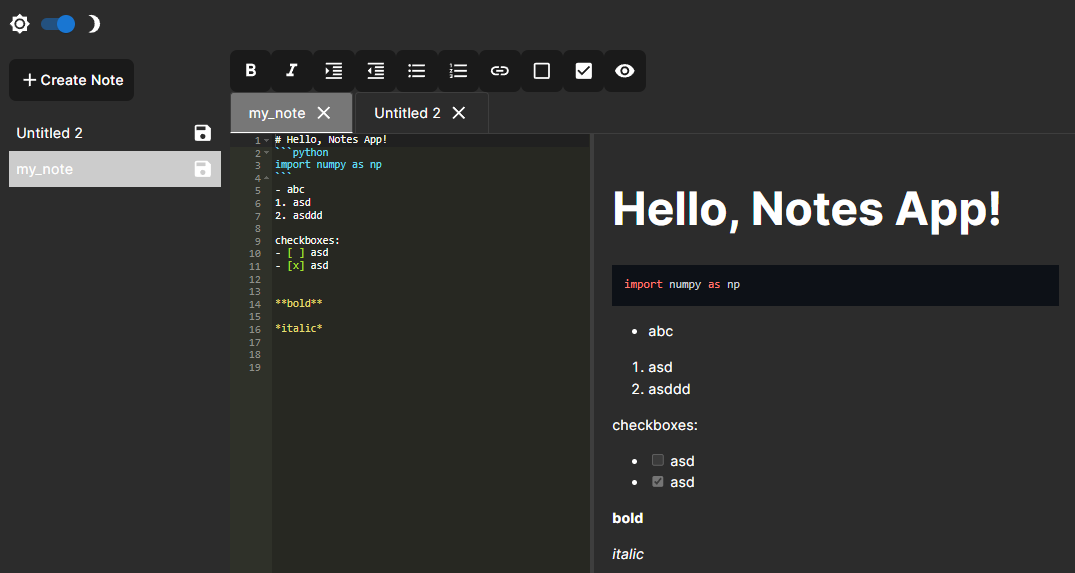 Create Note
Untitled 2
my_note
B I
my_note
Untitled 2
1 # Hello, Notes App!
2 ```python
3 import numpy as np
4 ```
5 - abc
6 1. asd
7 2. asddd
8
9 checkboxes:
10 - [ ] asd
11 - [x] asd
12
13
14 **bold**
15
16 *italic*
17
18
19
Hello, Notes App!
import numpy as np
• abc
1. asd
2. asddd
checkboxes:
• asd
• asd
bold
italic